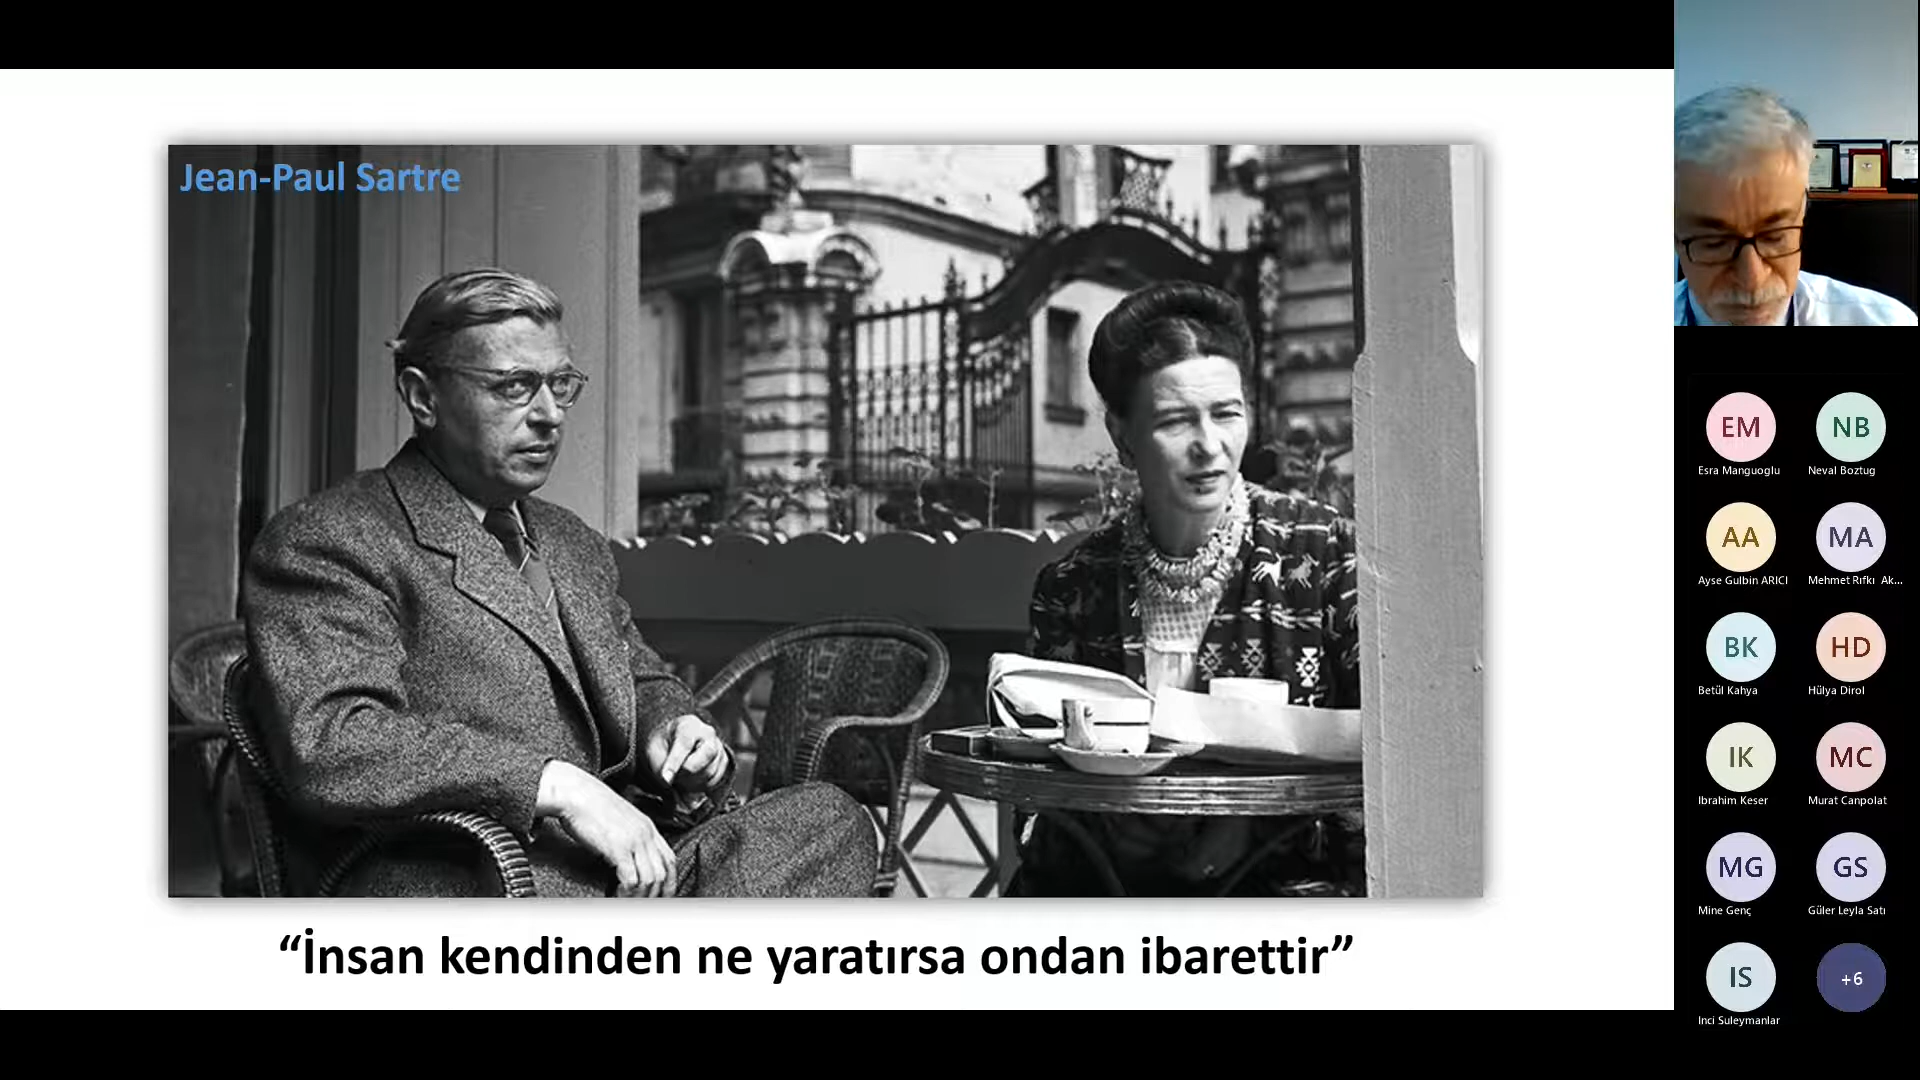 Jean-Paul Sartre
“İnsan kendinden ne yaratırsa ondan ibarettir”
EM
NB
Esra Manguoglu
Neval Boztug
AA
MA
Ayse Gulbin ARICI
Mehmet Rıfkı Ak...
BK
HD
Betül Kahya
Hülya Dirol
IK
MC
Ibrahim Keser
Murat Canpolat
MG
GS
Mine Genç
Güler Leyla Satı
IS
+6
Inci Suleymanlar